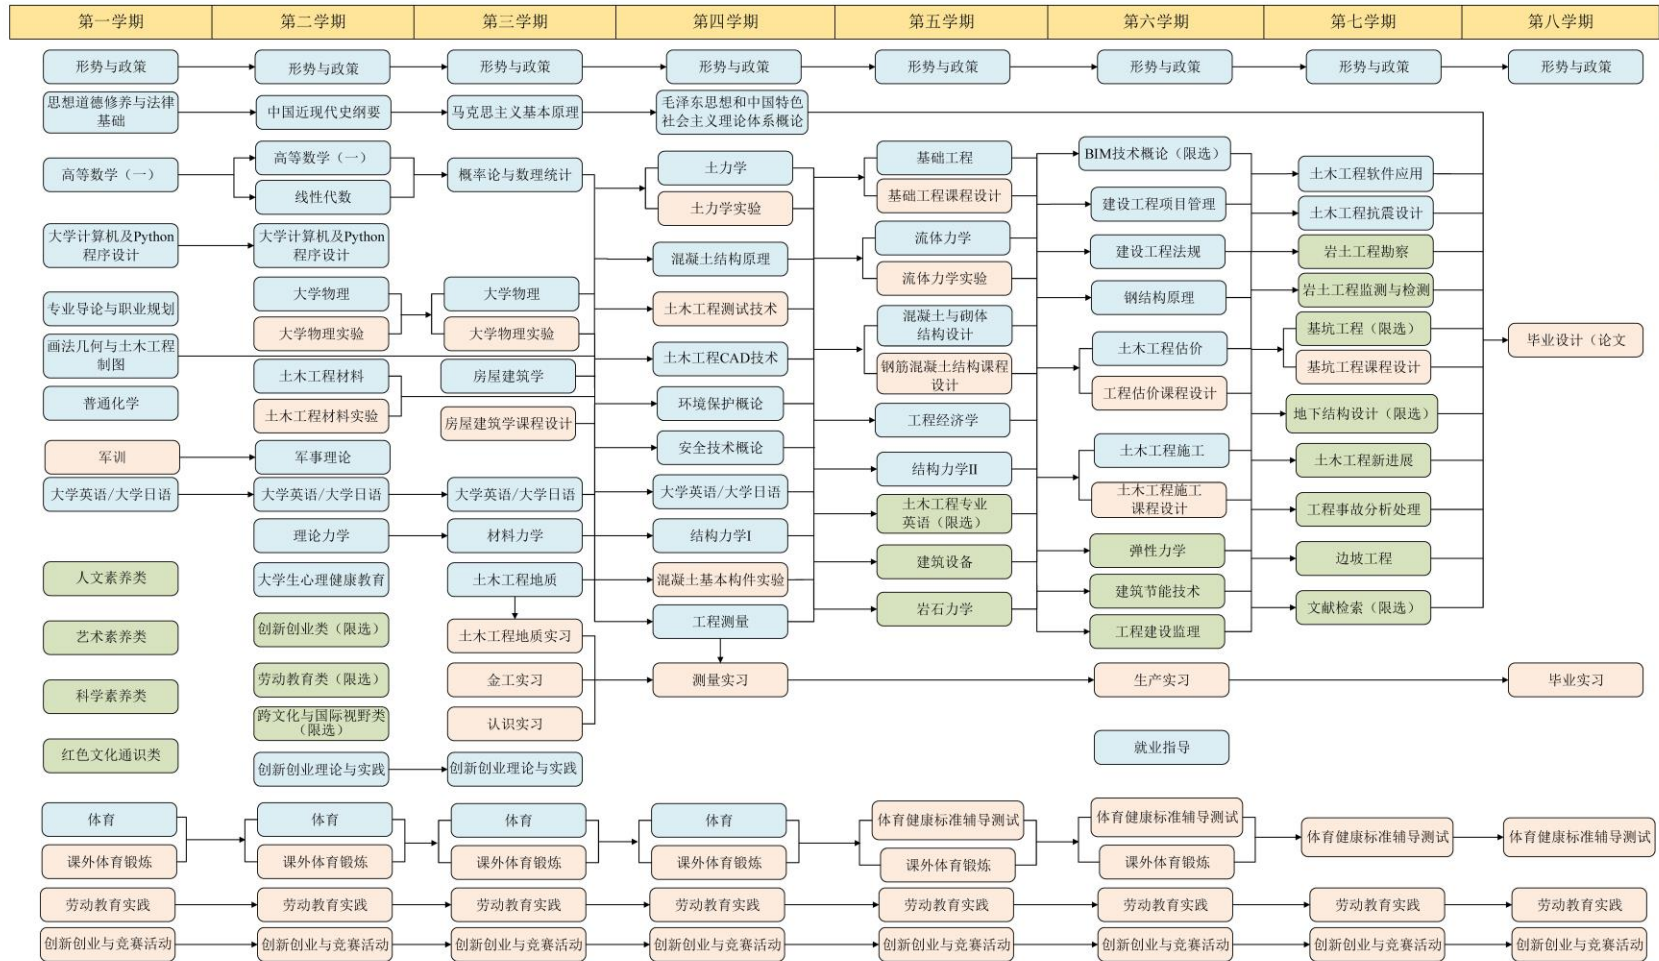 第一学期
第二学期
第三学期
第四学期
第五学期
第六学期
第七学期
第八学期
形势与政策
形势与政策
形势与政策
形势与政策
形势与政策
形势与政策
形势与政策
形势与政策
思想道德修养与法律
基础
中国近现代史纲要
马克思主义基本原理
毛泽东思想和中国特色
社会主义理论体系概论
高等数学（一）
高等数学（一）
线性代数
概率论与数理统计
土力学
土力学实验
基础工程
基础工程课程设计
BIM技术概论（限选）
建设工程项目管理
土木工程软件应用
土木工程抗震设计
大学计算机及Python
程序设计
大学计算机及Python
程序设计
混凝土结构原理
流体力学
流体力学实验
建设工程法规
岩土工程勘察
专业导论与职业规划
大学物理
大学物理实验
大学物理
大学物理实验
土木工程测试技术
钢结构原理
岩土工程监测与检测
画法几何与土木工程
制图
土木工程CAD技术
混凝土与砌体
结构设计
钢筋混凝土结构课程
设计
土木工程估价
工程估价课程设计
基坑工程（限选）
基坑工程课程设计
毕业设计（论文
普通化学
土木工程材料
土木工程材料实验
房屋建筑学
房屋建筑学课程设计
环境保护概论
工程经济学
地下结构设计（限选）
军训
军事理论
安全技术概论
结构力学II
土木工程施工
土木工程施工
课程设计
土木工程新进展
大学英语/大学日语
大学英语/大学日语
大学英语/大学日语
大学英语/大学日语
土木工程专业
英语（限选）
工程事故分析处理
理论力学
材料力学
结构力学I
建筑设备
弹性力学
边坡工程
人文素养类
大学生心理健康教育
土木工程地质
混凝土基本构件实验
岩石力学
建筑节能技术
文献检索（限选）
艺术素养类
创新创业类（限选）
土木工程地质实习
工程测量
工程建设监理
科学素养类
劳动教育类（限选）
金工实习
测量实习
生产实习
毕业实习
跨文化与国际视野类
（限选）
认识实习
红色文化通识类
创新创业理论与实践
创新创业理论与实践
就业指导
体育
课外体育锻炼
体育
课外体育锻炼
体育
课外体育锻炼
体育
课外体育锻炼
体育健康标准辅导测试
课外体育锻炼
体育健康标准辅导测试
课外体育锻炼
体育健康标准辅导测试
体育健康标准辅导测试
劳动教育实践
劳动教育实践
劳动教育实践
劳动教育实践
劳动教育实践
劳动教育实践
劳动教育实践
劳动教育实践
创新创业与竞赛活动
创新创业与竞赛活动
创新创业与竞赛活动
创新创业与竞赛活动
创新创业与竞赛活动
创新创业与竞赛活动
创新创业与竞赛活动
创新创业与竞赛活动